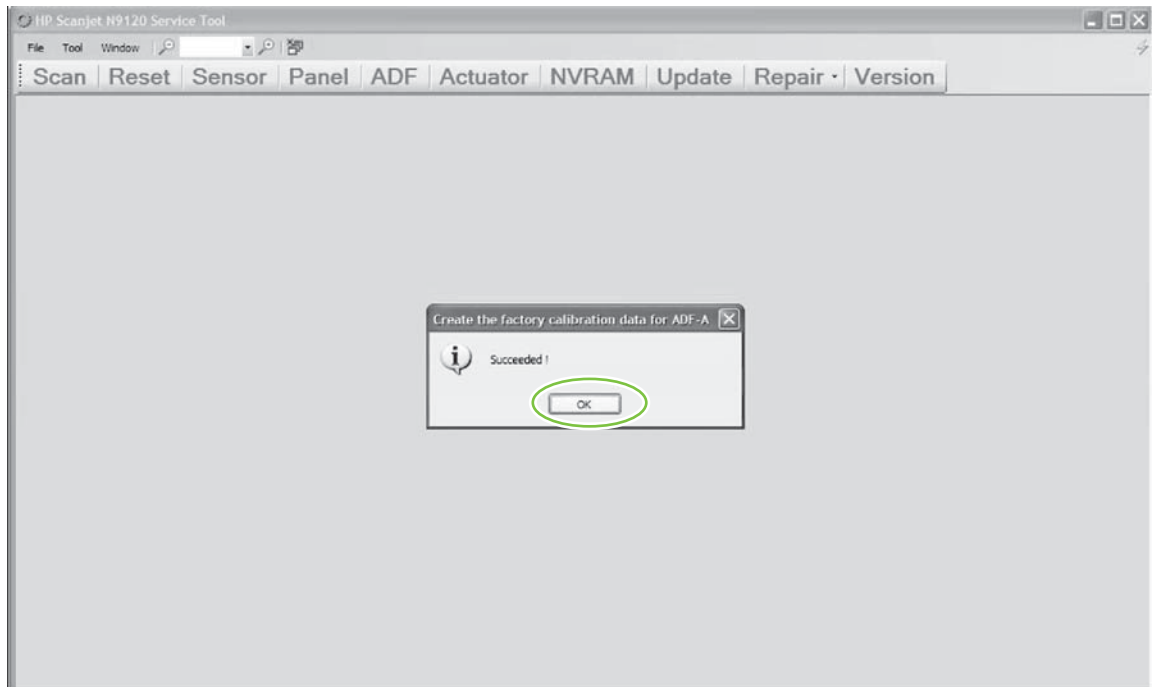 HP Scanjet N9120 Service Tool
File Tool Window
Scan Reset Sensor Panel ADF Actuator NVRAM Update Repair Version
Create the factory calibration data for ADF-A
Succeeded !
OK